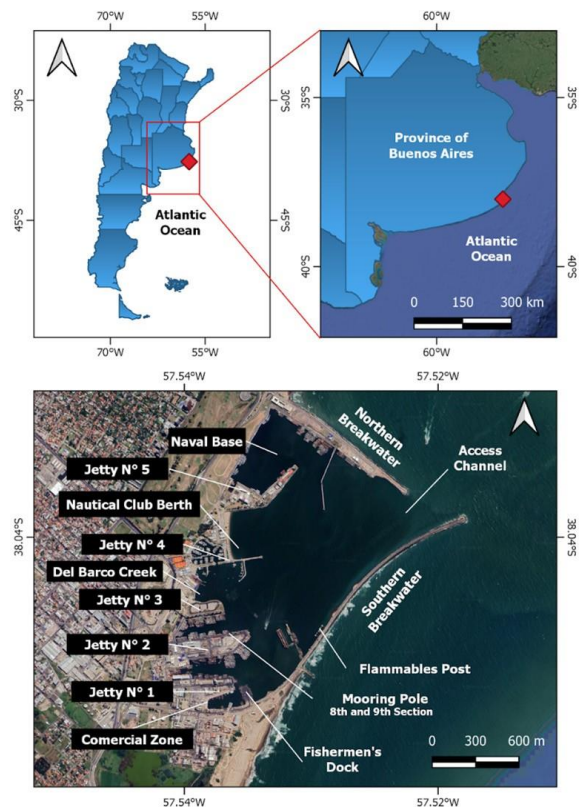 70°W
55°W
60°W
30°S
30°S
35°S
35°S
Province of
Buenos Aires
45°S
45°S
Atlantic
Ocean
Atlantic
Ocean
40°S
40°S
0 150 300 km
70°W
55°W
60°W
57.54°W
57.52°W
Naval Base
Northern
Breakwater
Access
Channel
Jetty N° 5
Nautical Club Berth
38.04°S
38.04°S
Jetty N° 4
Del Barco Creek
Jetty N° 3
Southern
Breakwater
Jetty N° 2
Flammables Post
Jetty N° 1
Mooring Pole
8th and 9th Section
Comercial Zone
Fishermen's
Dock
0 300 600 m
57.54°W
57.52°W